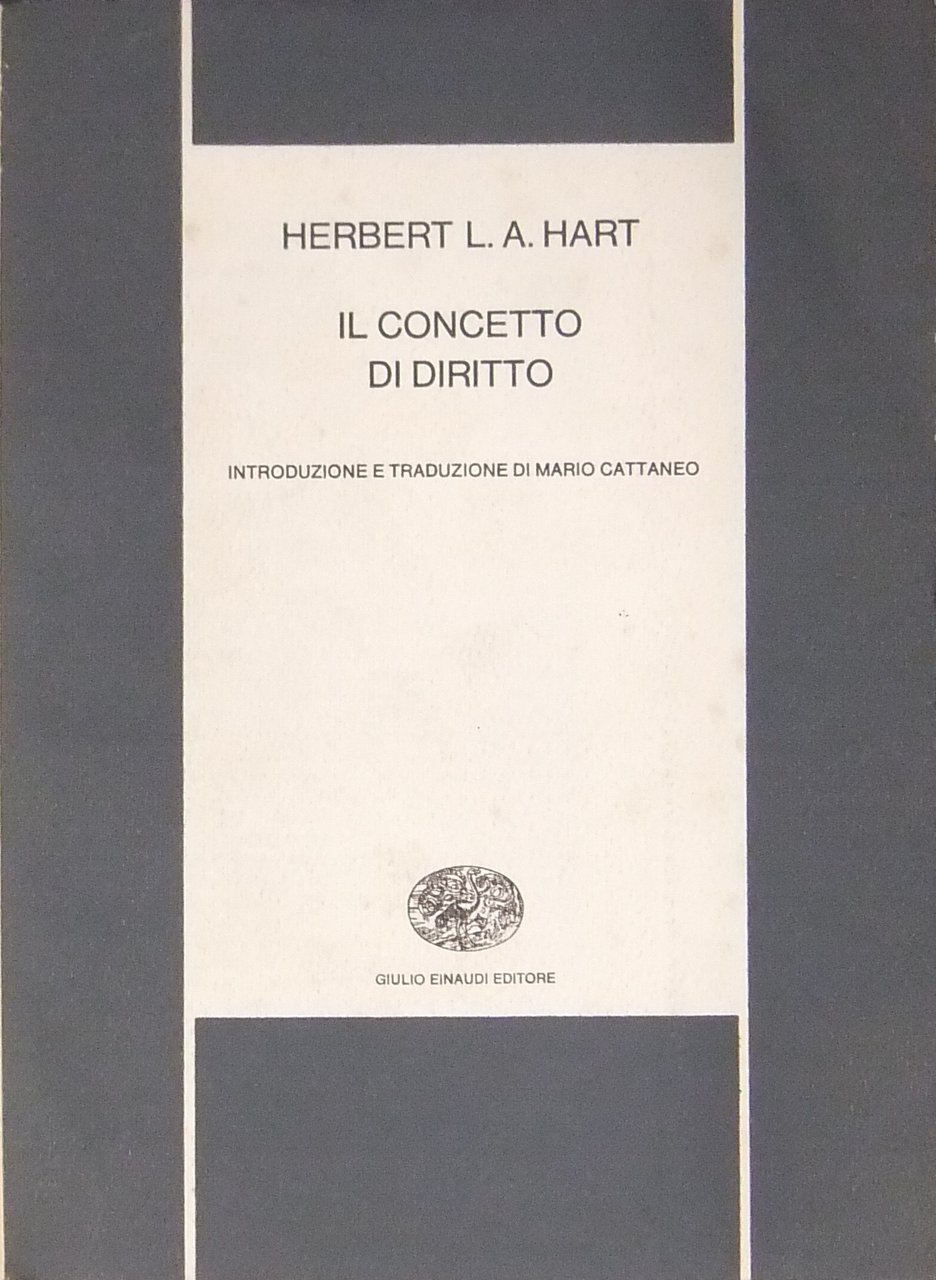 HERBERT L. A. HART
IL CONCETTO
DI DIRITTO
INTRODUZIONE E TRADUZIONE DI MARIO CATTANEO
GIULIO EINAUDI EDITORE